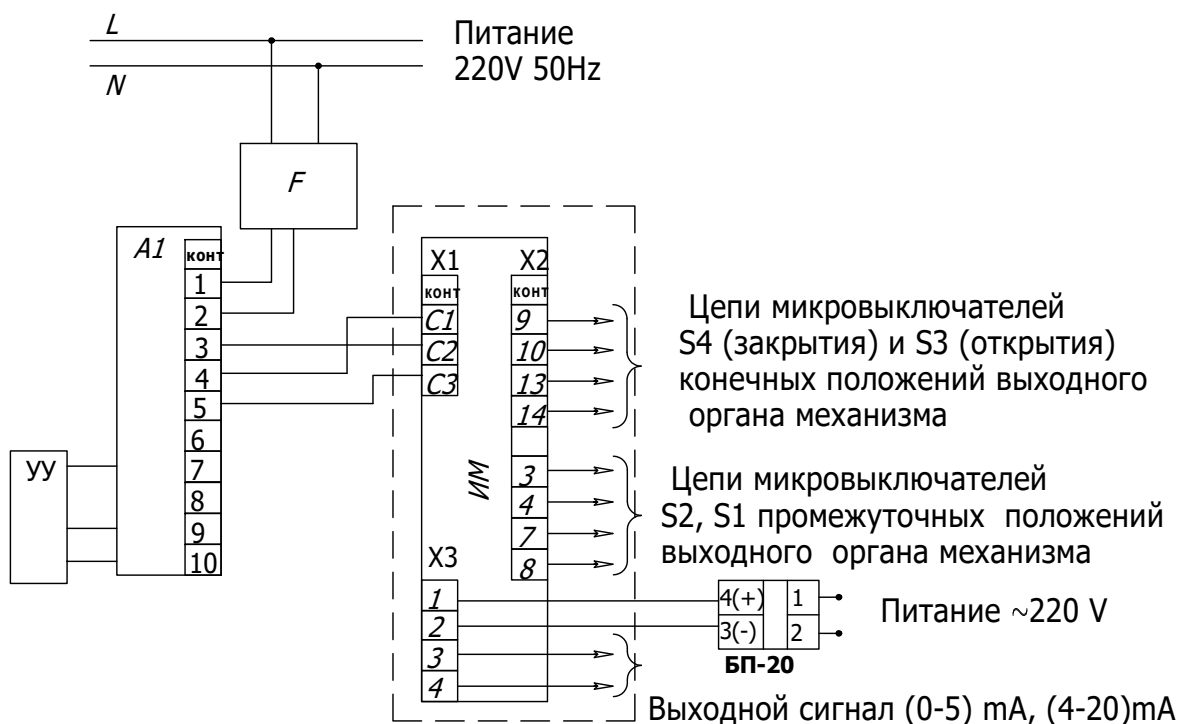 L
Питание
220V 50Hz
N
F
A1
конт
1
2
3
4
5
6
7
8
9
10
УУ
X1
конт
C1
C2
C3
ИМ
X2
конт
9
10
13
14
3
4
7
8
Цепи микровыключателей
S4 (закрытия) и S3 (открытия)
конечных положений выходного
органа механизма
Цепи микровыключателей
S2, S1 промежуточных положений
выходного органа механизма
X3
1
2
3
4
4(+) 1
3(-) 2
БП-20
Питание ~220 V
Выходной сигнал (0-5) mA, (4-20)mA